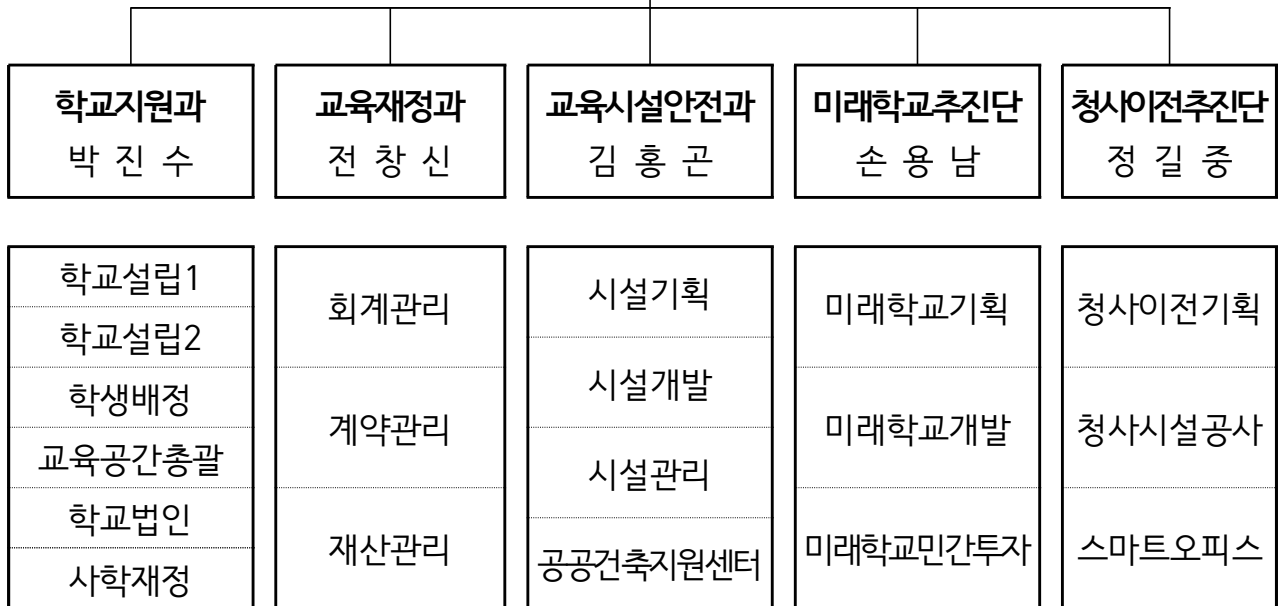 학교지원과
박 진 수
교육재정과
전 창 신
교육시설안전과
김 홍 곤
미래학교추진단
손 용 남
청사이전추진단
정 길 중
학교설립1
학교설립2
학생배정
교육공간총괄
학교법인
사학재정
회계관리
계약관리
재산관리
시설기획
시설개발
시설관리
공공건축지원센터
미래학교기획
미래학교개발
미래학교민간투자
청사이전기획
청사시설공사
스마트오피스